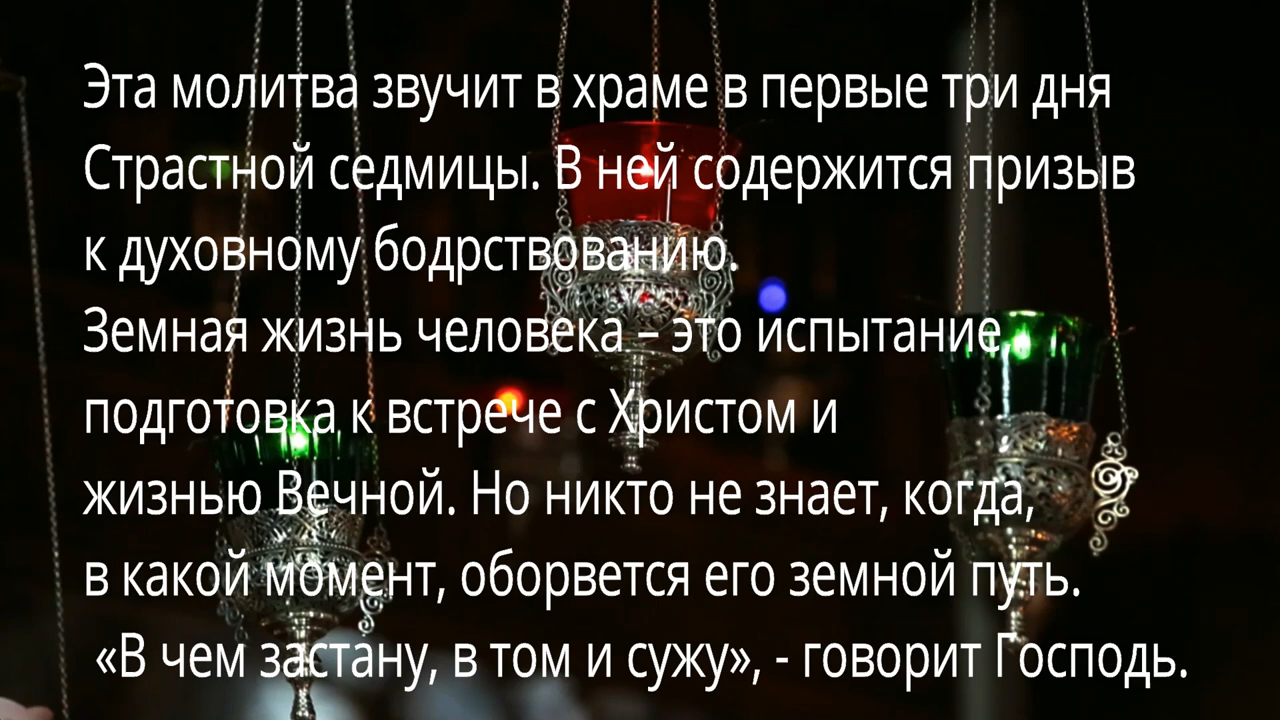 Эта молитва звучит в храме в первые три дня
Страстной седмицы. В ней содержится призыв
к духовному бодрствованию.
Земная жизнь человека – это испытание,
подготовка к встрече с Христом и
жизнью Вечной. Но никто не знает, когда,
в какой момент, оборвется его земной путь.
«В чем застану, в том и сужу», - говорит Господь.